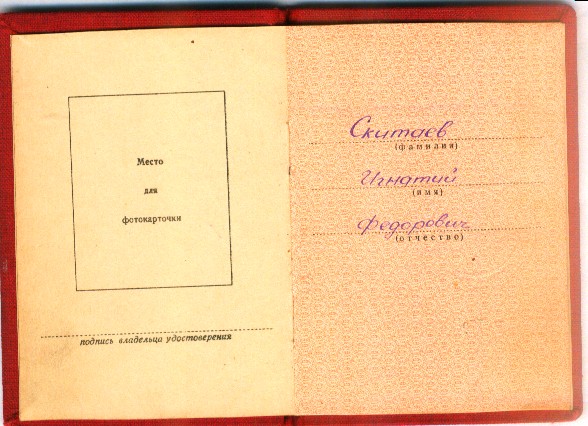 Место
для
фотокарточки
подпись владельца удостоверения
Скитаев
(фамилия)
Игнатий
(имя)
Федорович
(отчество)